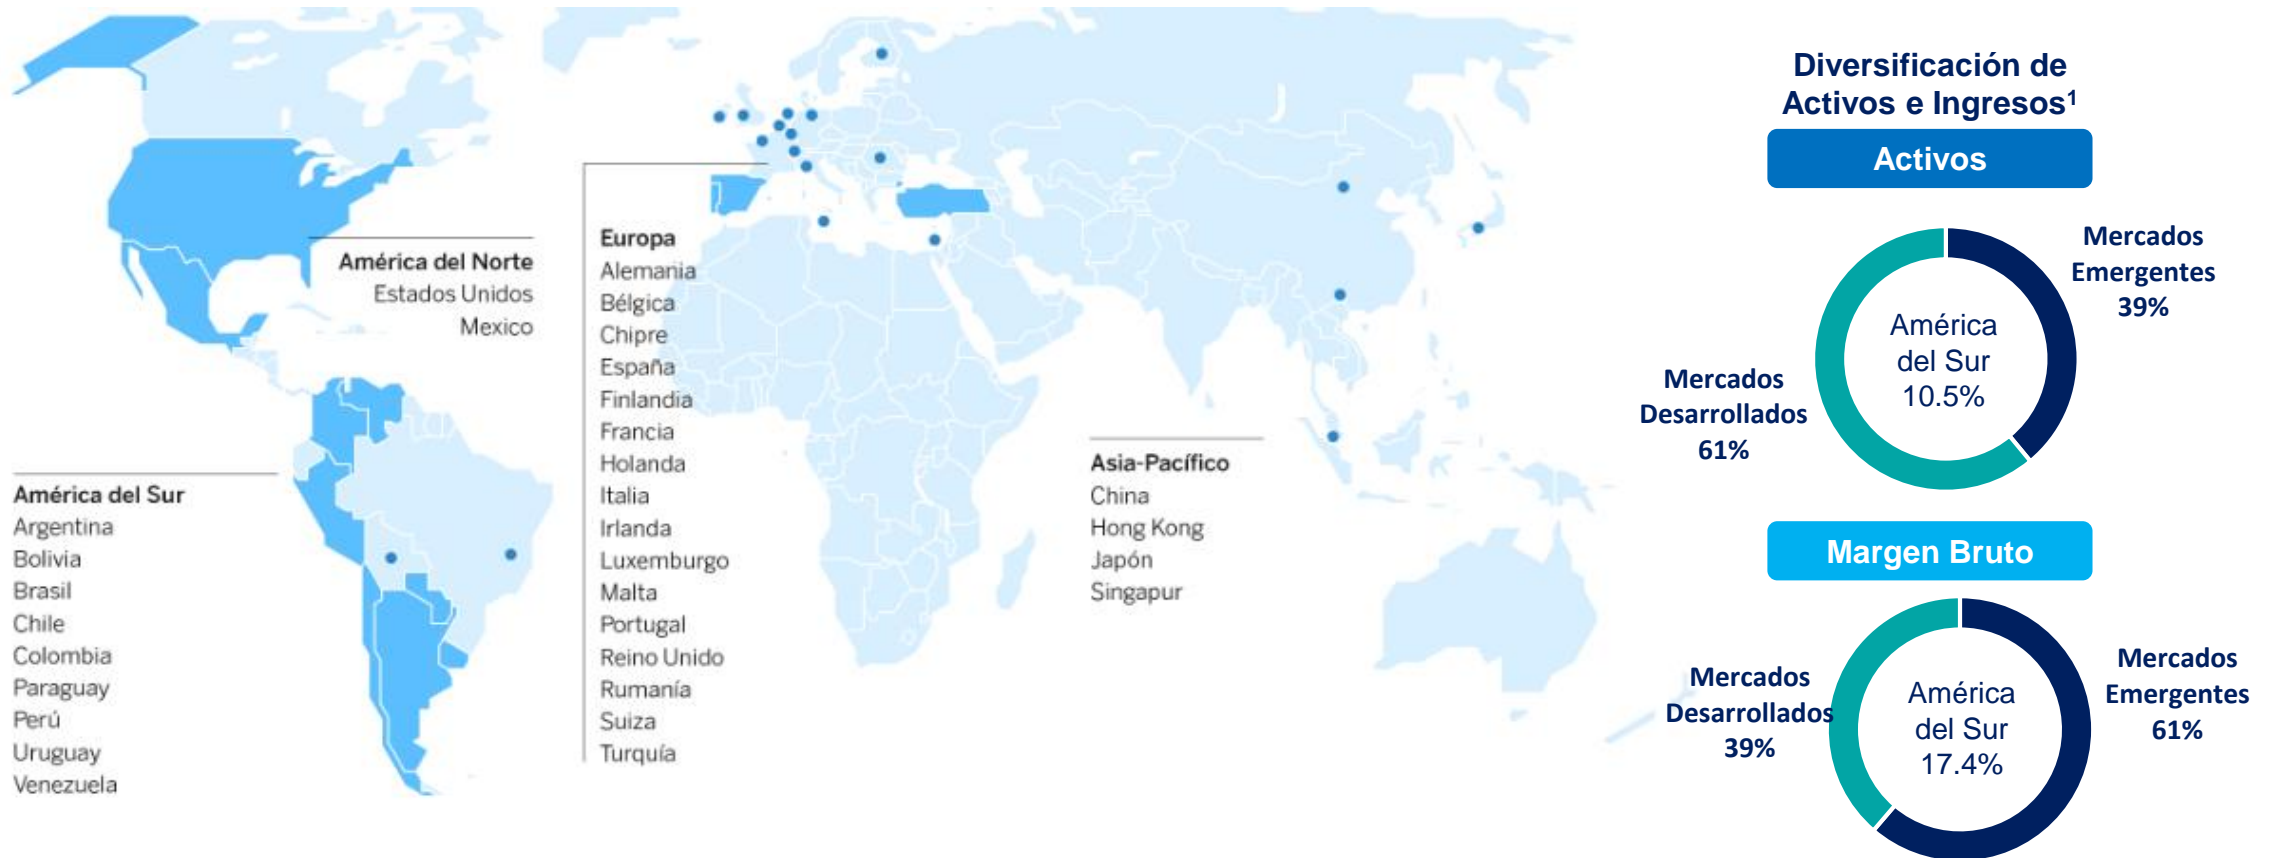 América del Norte
Estados Unidos
Mexico
América del Sur
Argentina
Bolivia
Brasil
Chile
Colombia
Paraguay
Perú
Uruguay
Venezuela
Europa
Alemania
Bélgica
Chipre
España
Finlandia
Francia
Holanda
Italia
Irlanda
Luxemburgo
Malta
Portugal
Reino Unido
Rumanía
Suiza
Turquía
Asia-Pacífico
China
Hong Kong
Japón
Singapur
Diversificación de
Activos e Ingresos¹
Activos
Mercados
Emergentes
39%
América
del Sur
10.5%
Mercados
Desarrollados
61%
Margen Bruto
Mercados
Emergentes
61%
América
del Sur
17.4%
Mercados
Desarrollados
39%